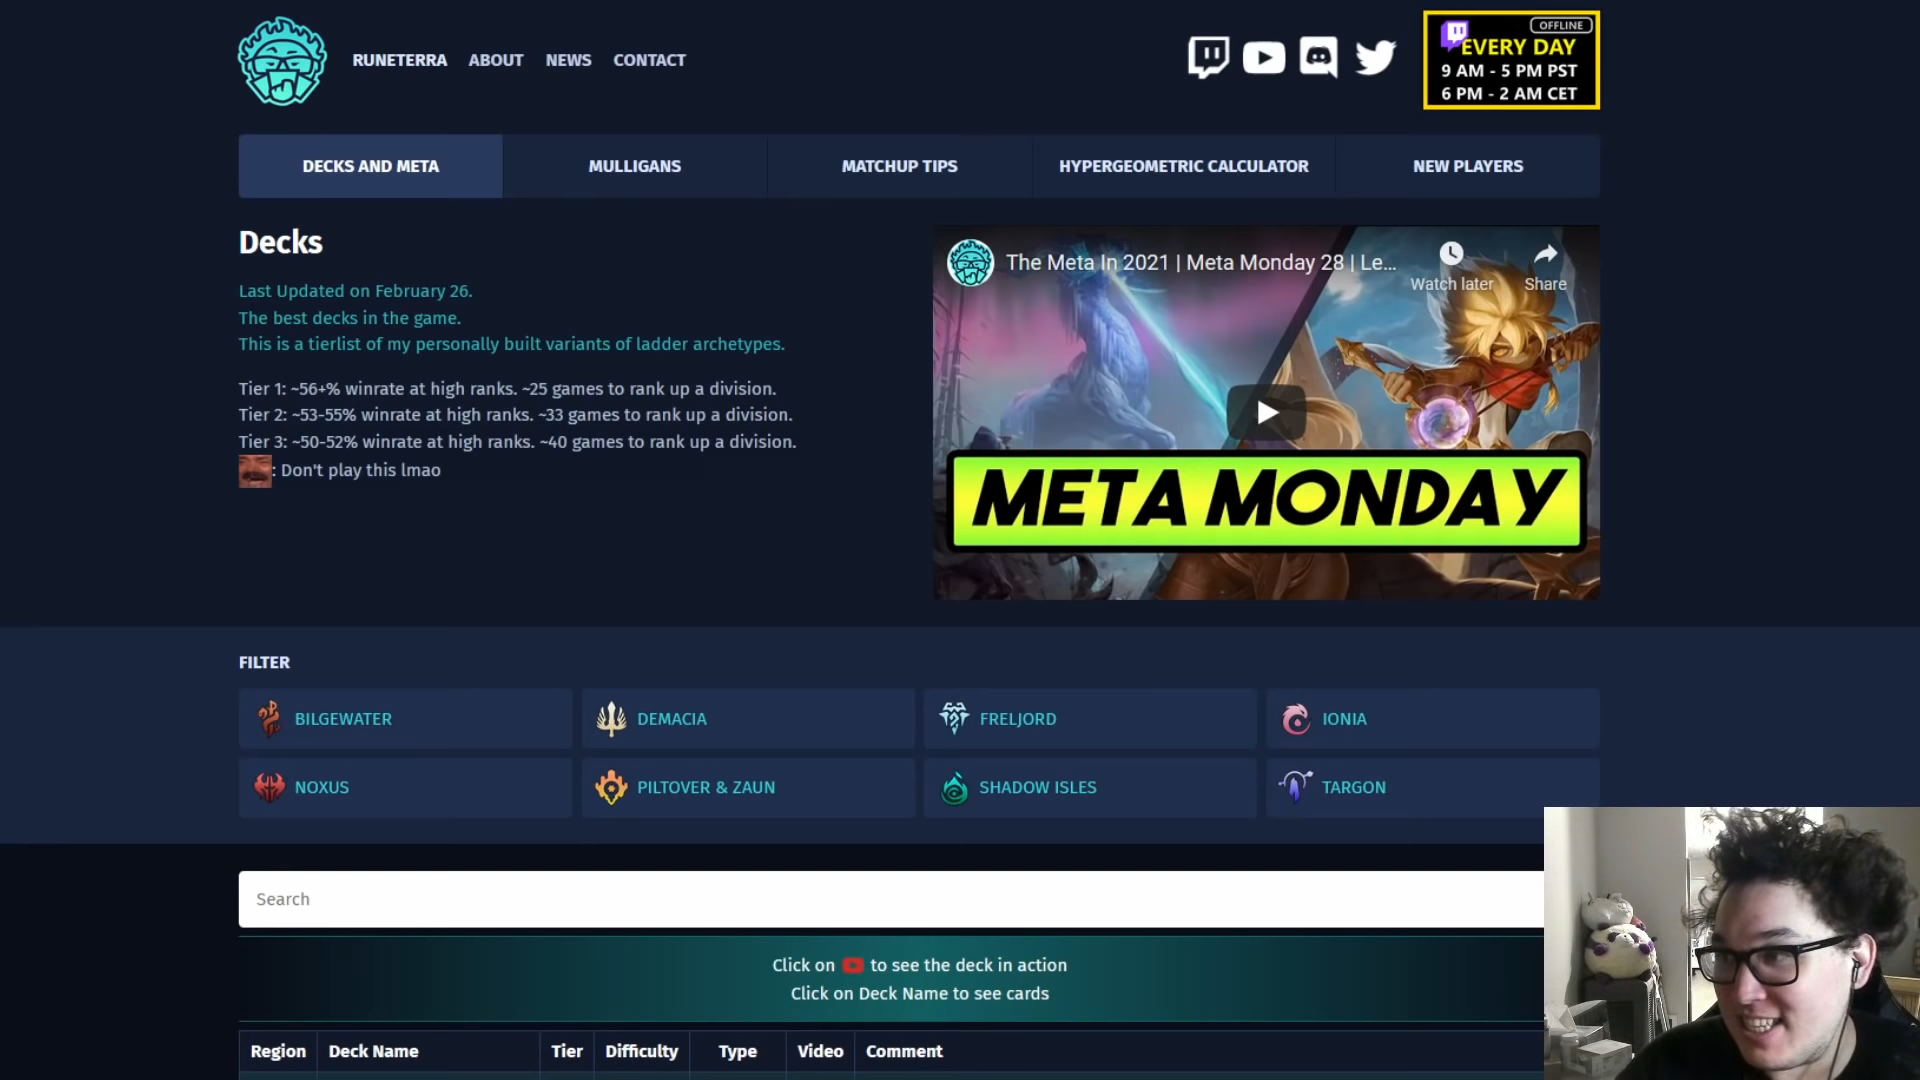 RUNETERRA ABOUT NEWS CONTACT
OFFLINE
EVERY DAY
9 AM - 5 PM PST
6 PM - 2 AM CET
DECKS AND META MULLIGANS MATCHUP TIPS HYPERGEOMETRIC CALCULATOR NEW PLAYERS
Decks
Last Updated on February 26.
The best decks in the game.
This is a tierlist of my personally built variants of ladder archetypes.
Tier 1: ~56+% winrate at high ranks. ~25 games to rank up a division.
Tier 2: ~53-55% winrate at high ranks. ~33 games to rank up a division.
Tier 3: ~50-52% winrate at high ranks. ~40 games to rank up a division.
: Don't play this lmao
The Meta In 2021 | Meta Monday 28 | Le...
Watch later Share
META MONDAY
FILTER
BILGEWATER DEMACIA FRELJORD IONIA
NOXUS PILTOVER & ZAUN SHADOW ISLES TARGON
Search
Click on to see the deck in action
Click on Deck Name to see cards
Region Deck Name Tier Difficulty Type Video Comment